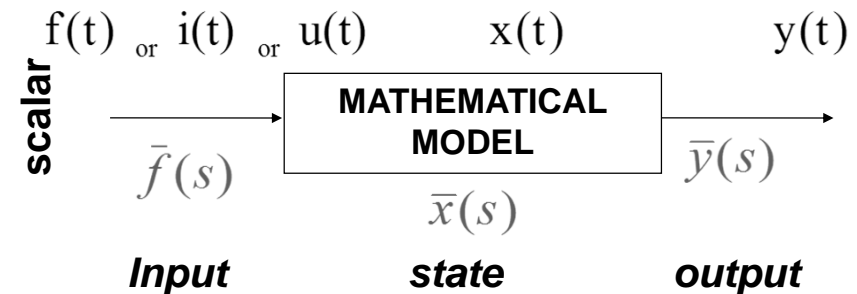 f(t) or i(t) or u(t) x(t) y(t)
scalar
MATHEMATICAL
MODEL
f̄(s) ȳ(s)
x̄(s)
Input state output